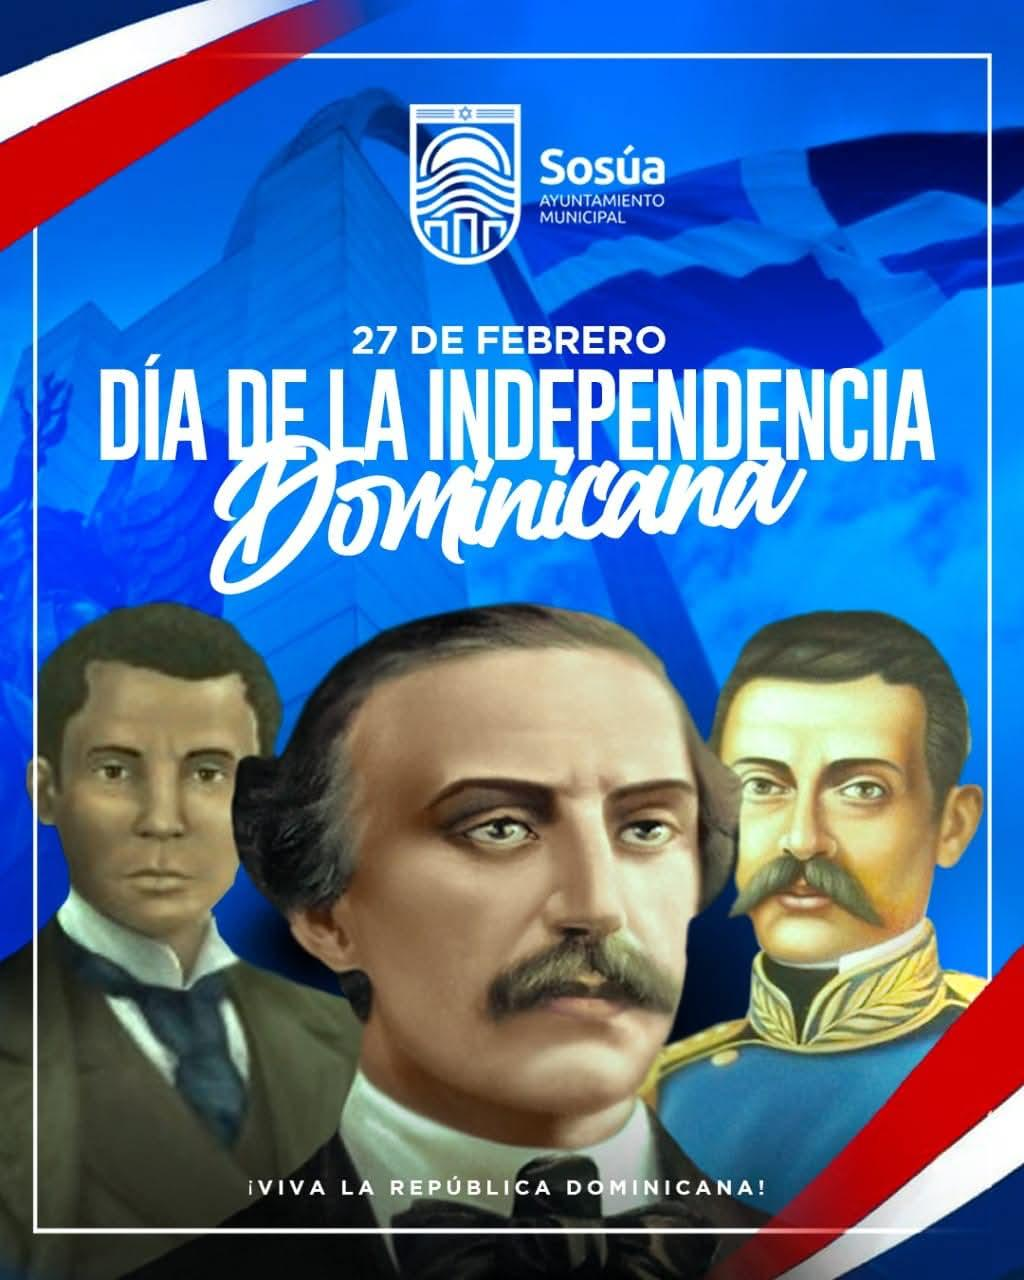 Sosúa
AYUNTAMIENTO
MUNICIPAL
27 DE FEBRERO
DÍA DE LA INDEPENDENCIA
Dominicana
¡VIVA LA REPÚBLICA DOMINICANA!